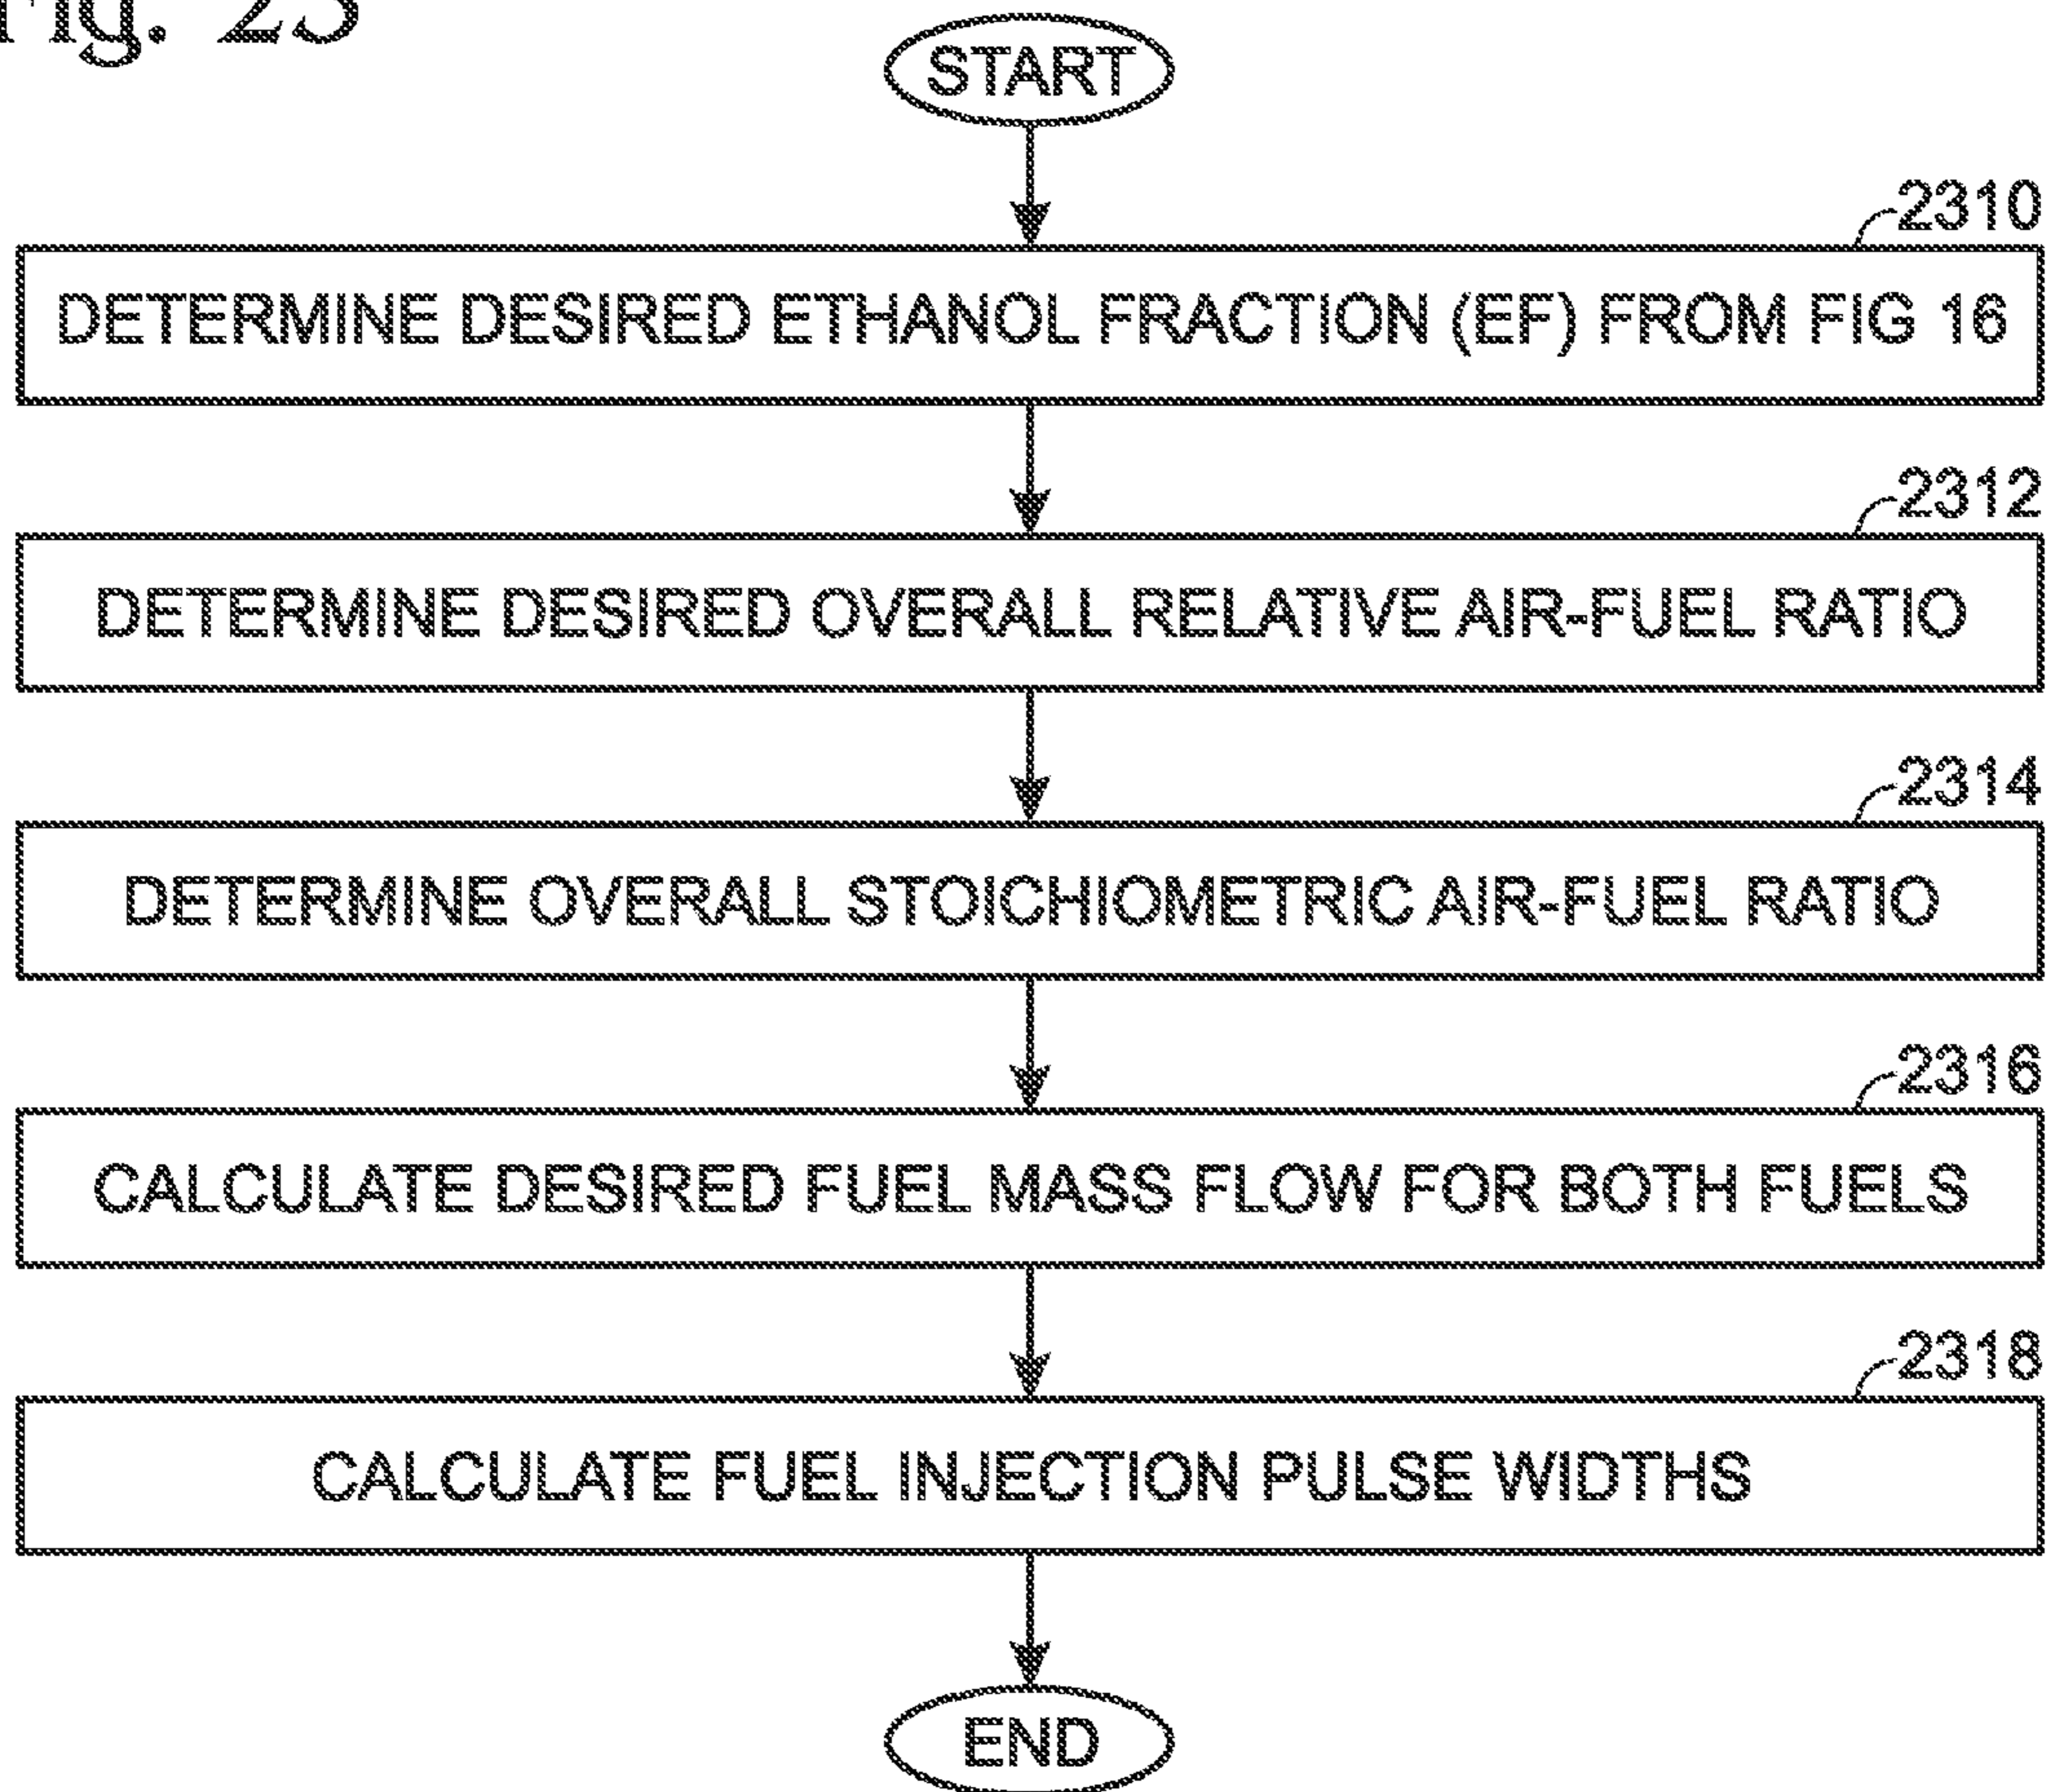 Fig. 23
START
2310
DETERMINE DESIRED ETHANOL FRACTION (EF) FROM FIG 16
2312
DETERMINE DESIRED OVERALL RELATIVE AIR-FUEL RATIO
2314
DETERMINE OVERALL STOICHIOMETRIC AIR-FUEL RATIO
2316
CALCULATE DESIRED FUEL MASS FLOW FOR BOTH FUELS
2318
CALCULATE FUEL INJECTION PULSE WIDTHS
END